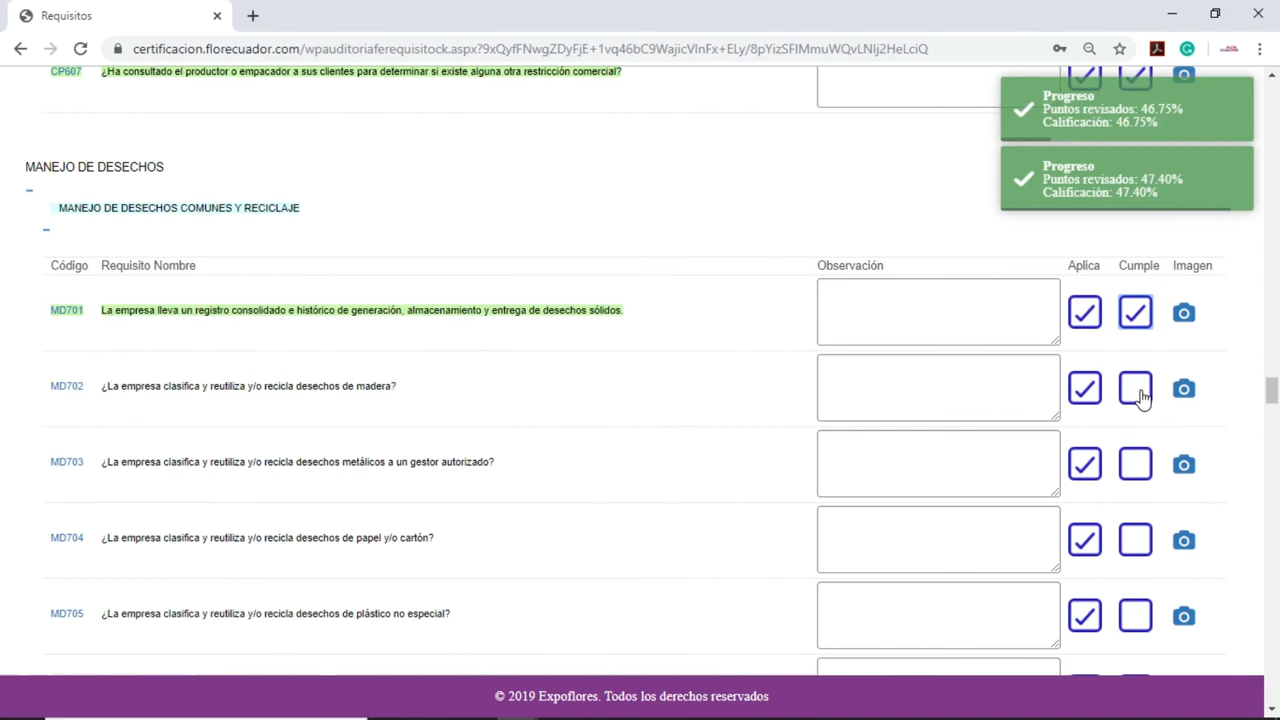 Requisitos
certificacion.florecuador.com/wpauditoriaferequisitock.aspx?9xQyfFNwgZDyFjE+1vq46bC9WajicVlnFx+ELy/8pYizSFIMmuWQvLNlj2HeLciQ
CP607 ¿Ha consultado el productor o empacador a sus clientes para determinar si existe alguna otra restricción comercial?
Progreso
Puntos revisados: 46.75%
Calificación: 46.75%
Progreso
Puntos revisados: 47.40%
Calificación: 47.40%
MANEJO DE DESECHOS
MANEJO DE DESECHOS COMUNES Y RECICLAJE
Código Requisito Nombre Observación Aplica Cumple Imagen
MD701 La empresa lleva un registro consolidado e histórico de generación, almacenamiento y entrega de desechos sólidos.
MD702 ¿La empresa clasifica y reutiliza y/o recicla desechos de madera?
MD703 ¿La empresa clasifica y reutiliza y/o recicla desechos metálicos a un gestor autorizado?
MD704 ¿La empresa clasifica y reutiliza y/o recicla desechos de papel y/o cartón?
MD705 ¿La empresa clasifica y reutiliza y/o recicla desechos de plástico no especial?
© 2019 Expoflores. Todos los derechos reservados